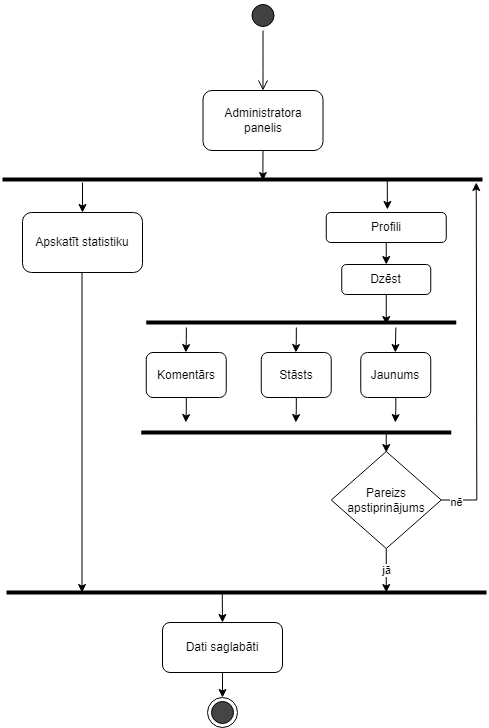 Administratora
panelis
Apskatīt statistiku
Profili
Dzēst
Komentārs
Stāsts
Jaunums
Pareizs
apstiprinājums
nē
jā
Dati saglabāti